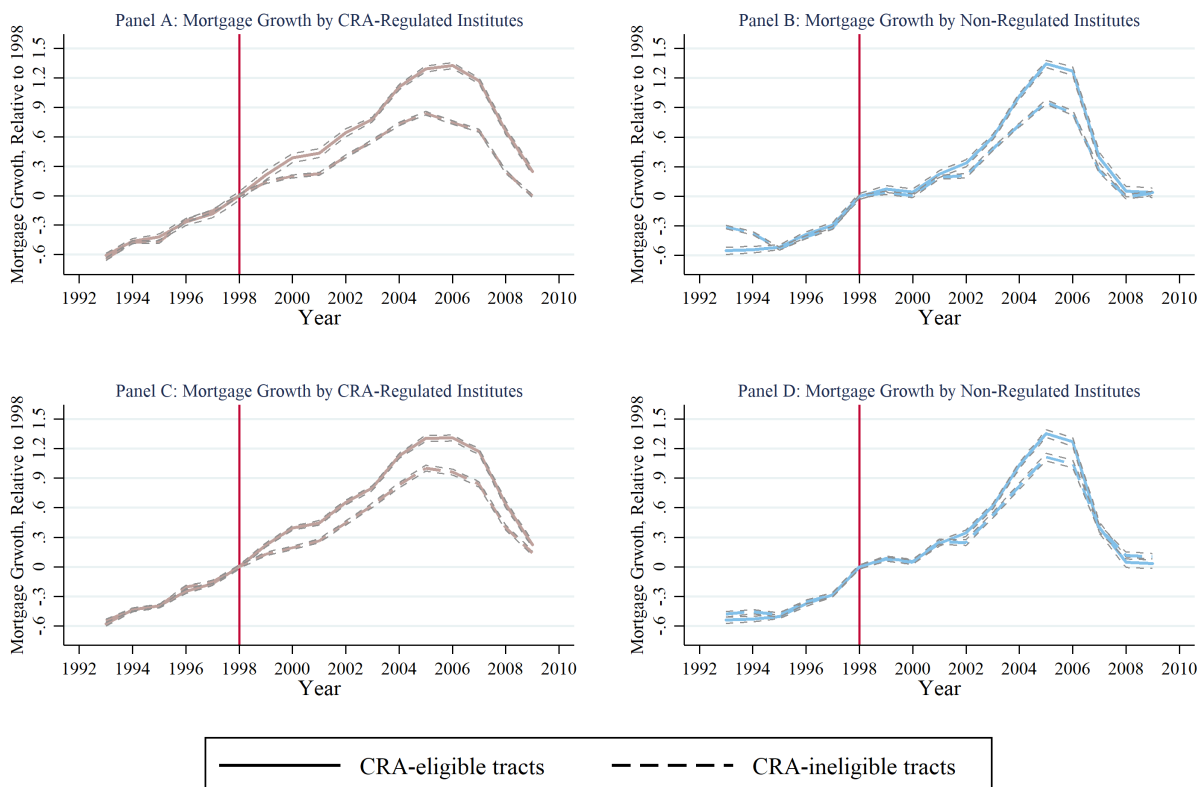 Panel A: Mortgage Growth by CRA-Regulated Institutes
Mortgage Grwoth, Relative to 1998
1.5
1.2
.9
.6
.3
0
-.3
-.6
1992 1994 1996 1998 2000 2002 2004 2006 2008 2010
Year
Panel B: Mortgage Growth by Non-Regulated Institutes
Mortgage Grwoth, Relative to 1998
1.5
1.2
.9
.6
.3
0
-.3
-.6
1992 1994 1996 1998 2000 2002 2004 2006 2008 2010
Year
Panel C: Mortgage Growth by CRA-Regulated Institutes
Mortgage Grwoth, Relative to 1998
1.5
1.2
.9
.6
.3
0
-.3
-.6
1992 1994 1996 1998 2000 2002 2004 2006 2008 2010
Year
Panel D: Mortgage Growth by Non-Regulated Institutes
Mortgage Grwoth, Relative to 1998
1.5
1.2
.9
.6
.3
0
-.3
-.6
1992 1994 1996 1998 2000 2002 2004 2006 2008 2010
Year
CRA-eligible tracts CRA-ineligible tracts